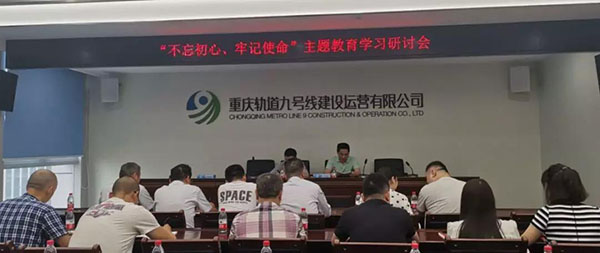 “不忘初心、牢记使命”主题教育学习研讨会
重庆轨道九号线建设运营有限公司
CHONGQING METRO LINE 9 CONSTRUCTION & OPERATION CO., LTD
SPACE